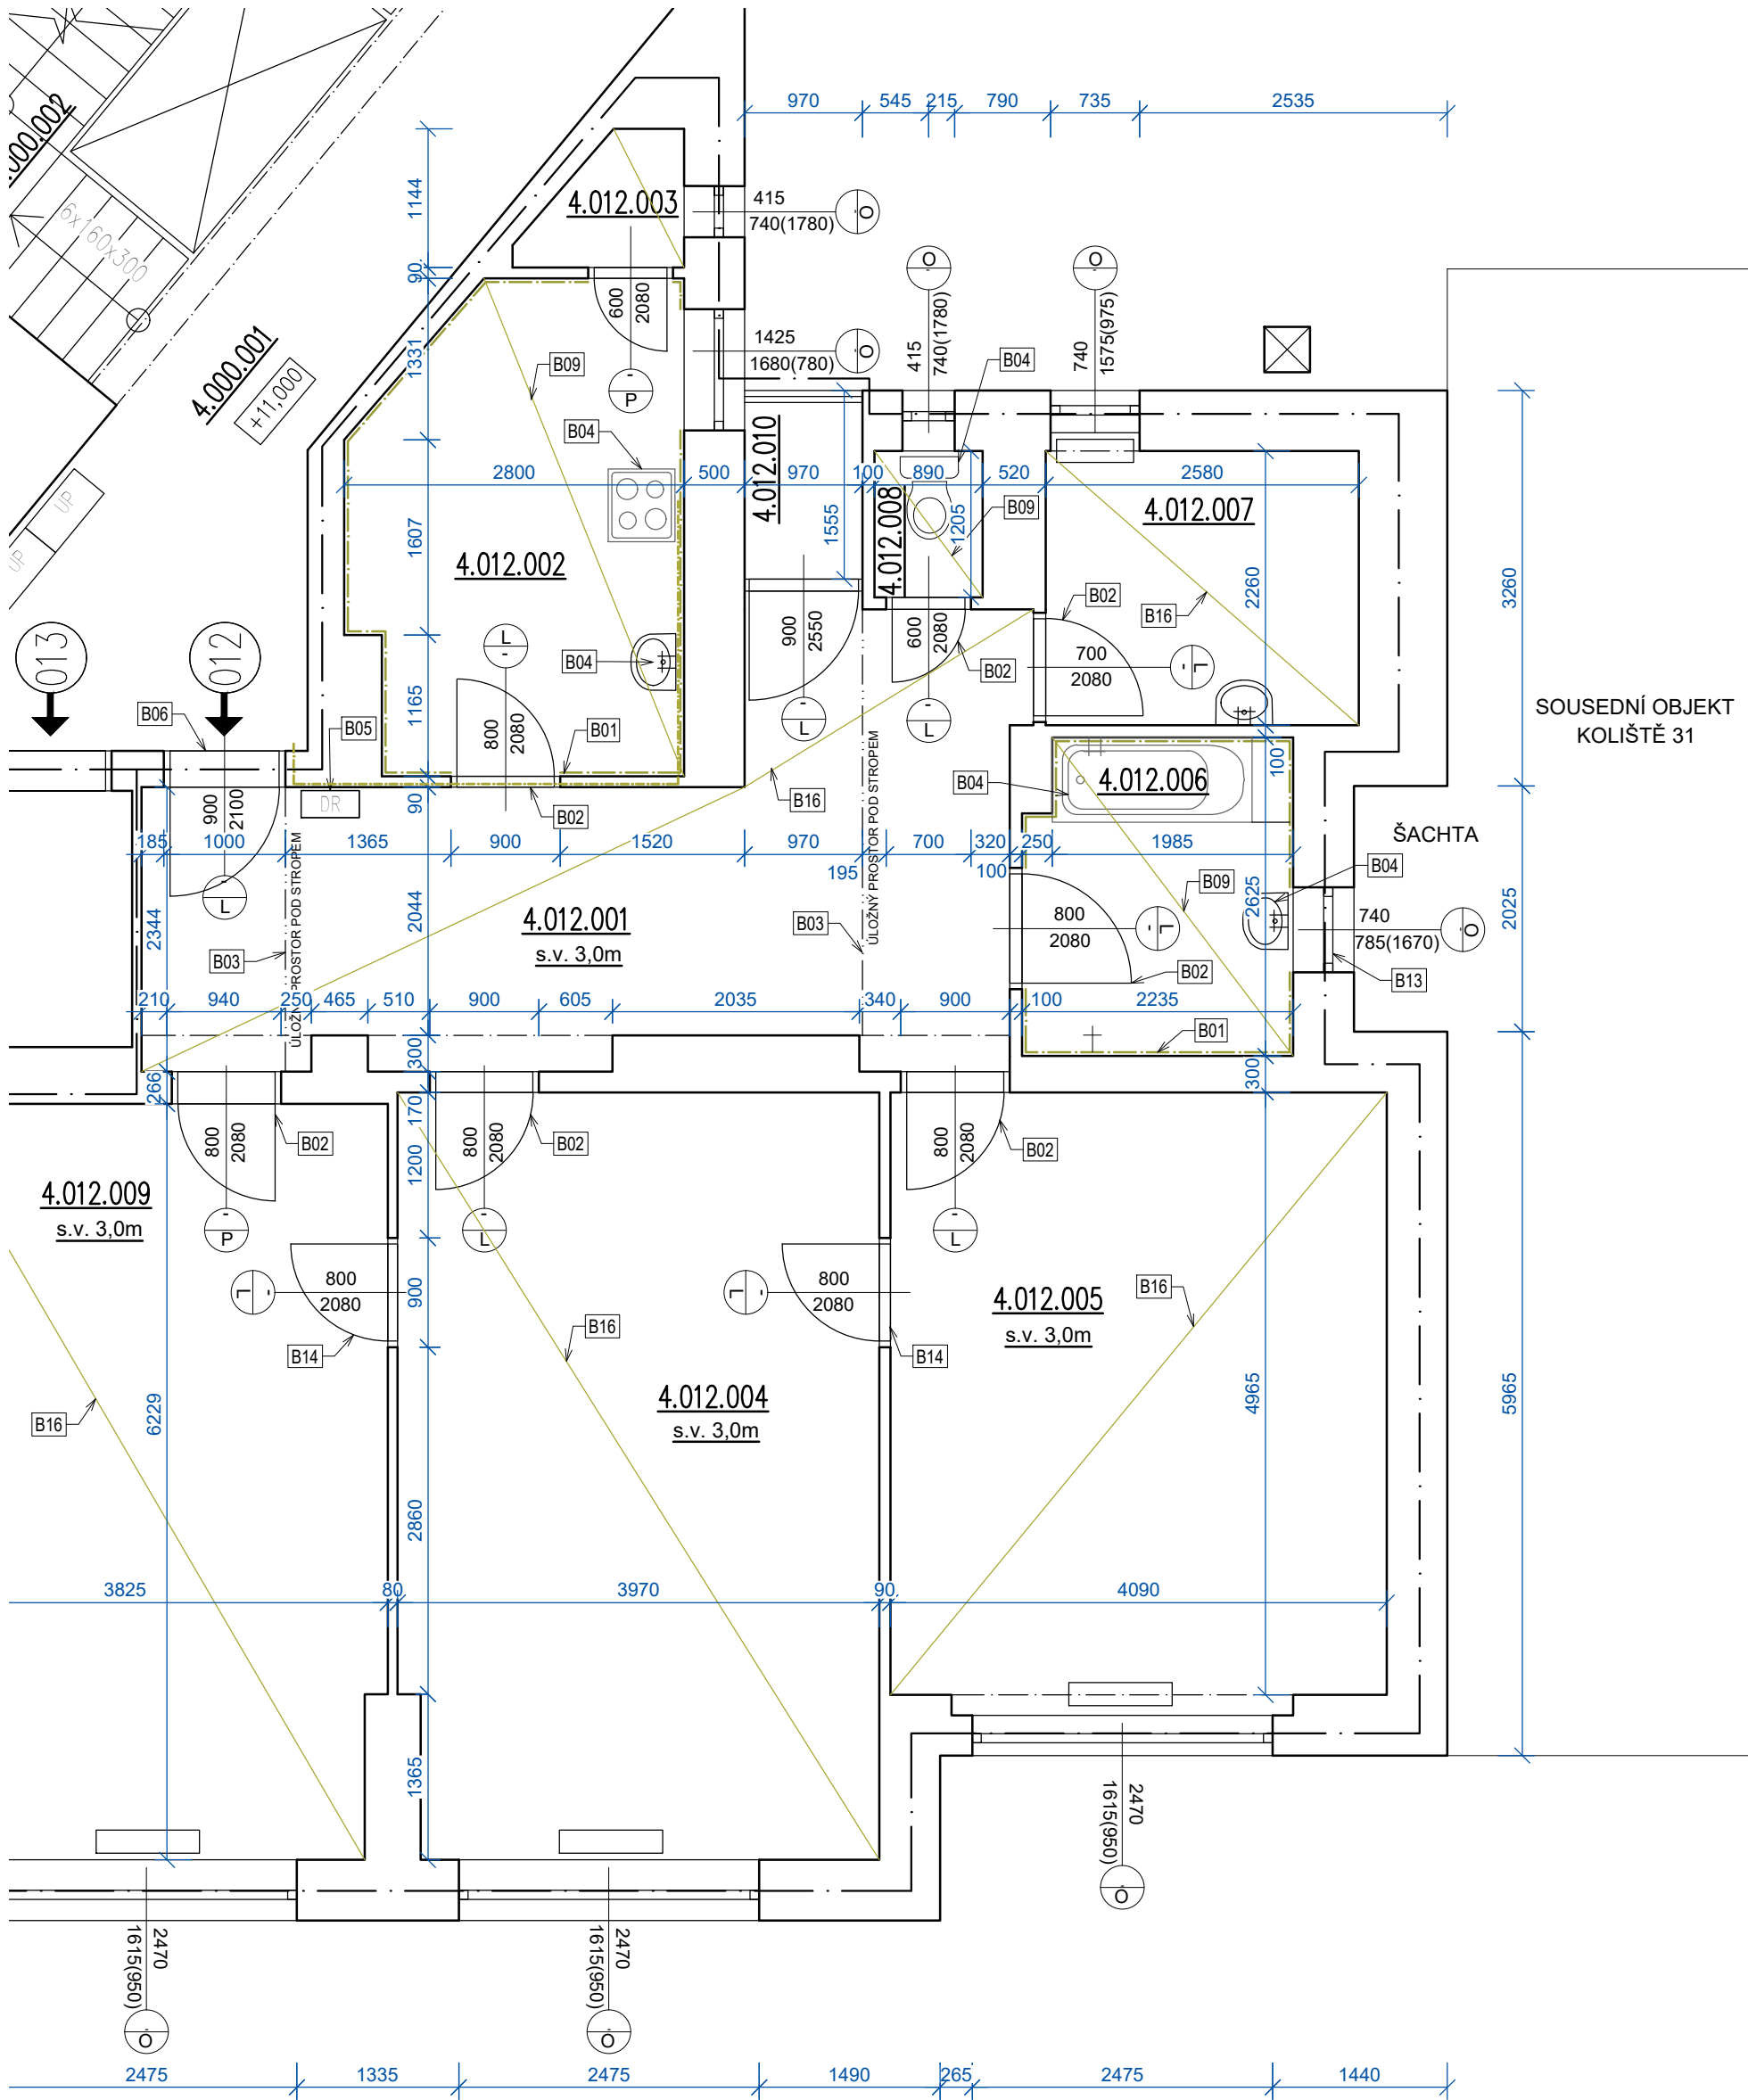 970
545
215
790
735
2535
4.000.002
6x160x300
4.000.001
+11,000
UP
UP
013
012
1144
90
1331
1607
1165
90
4.012.003
415
740(1780)
600
2080
P
1425
1680(780)
O
O
O
415
740(1780)
O
740
1575(975)
B04
B09
B04
4.012.010
4.012.008
2800
500
970
100
890
520
2580
1555
1205
B09
4.012.007
4.012.002
2260
3260
B02
B16
900
2550
600
2080
700
2080
L
B04
L
B02
L
L
B06
B05
B01
800
2080
SOUSEDNÍ OBJEKT
KOLIŠTĚ 31
B04
4.012.006
100
DR
B02
B16
900
2100
ÚLOŽNÝ PROSTOR POD STROPEM
ÚLOŽNÝ PROSTOR POD STROPEM
185
1000
1365
900
1520
970
195
700
320
100
250
1985
ŠACHTA
B04
B09
L
2344
2044
4.012.001
s.v. 3,0m
B03
B03
800
2080
L
2625
740
785(1670)
O
2025
B02
B13
210
940
250
465
510
900
605
2035
340
900
100
2235
B01
300
266
170
300
800
2080
B02
800
2080
B02
800
2080
B02
1200
4.012.009
s.v. 3,0m
P
L
L
800
2080
L
900
800
2080
L
4.012.005
s.v. 3,0m
B16
B14
B16
B14
4.012.004
s.v. 3,0m
B16
6229
4965
5965
2860
3825
80
3970
90
4090
1365
2470
1615(950)
O
2470
1615(950)
O
2470
1615(950)
O
2475
1335
2475
1490
265
2475
1440